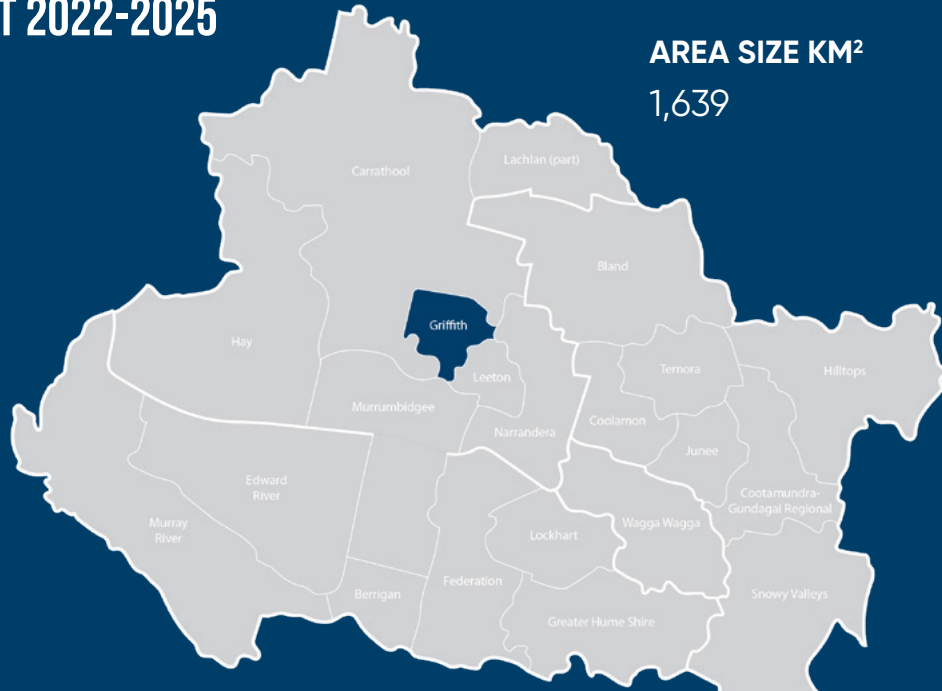 T 2022-2025
AREA SIZE KM²
1,639
Carrathool
Lachlan (part)
Bland
Griffith
Hay
Leeton
Temora
Hilltops
Murrumbidgee
Coolamon
Narrandera
Junee
Edward
River
Cootamundra-
Gundagai Regional
Murray
River
Wagga Wagga
Lockhart
Federation
Berrigan
Snowy Valleys
Greater Hume Shire